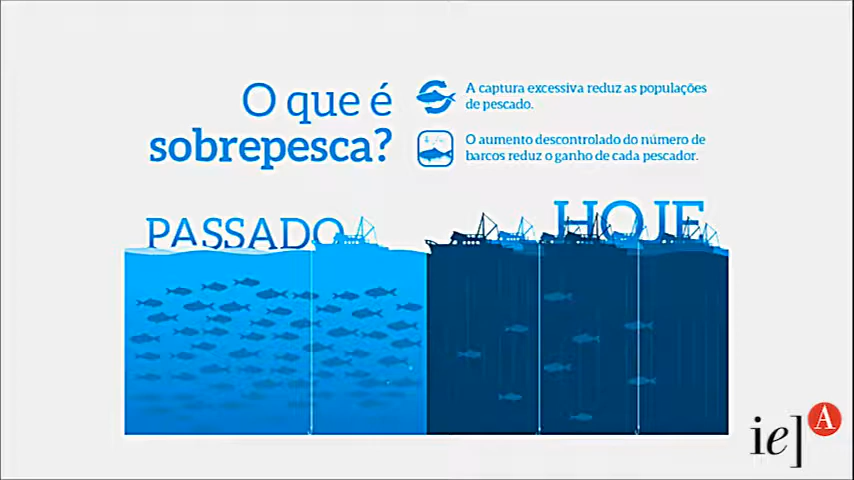 O que é
sobrepesca?
A captura excessiva reduz as populações
de pescado.
O aumento descontrolado do número de
barcos reduz o ganho de cada pescador.
PASSADO
HOJE
ie]
A